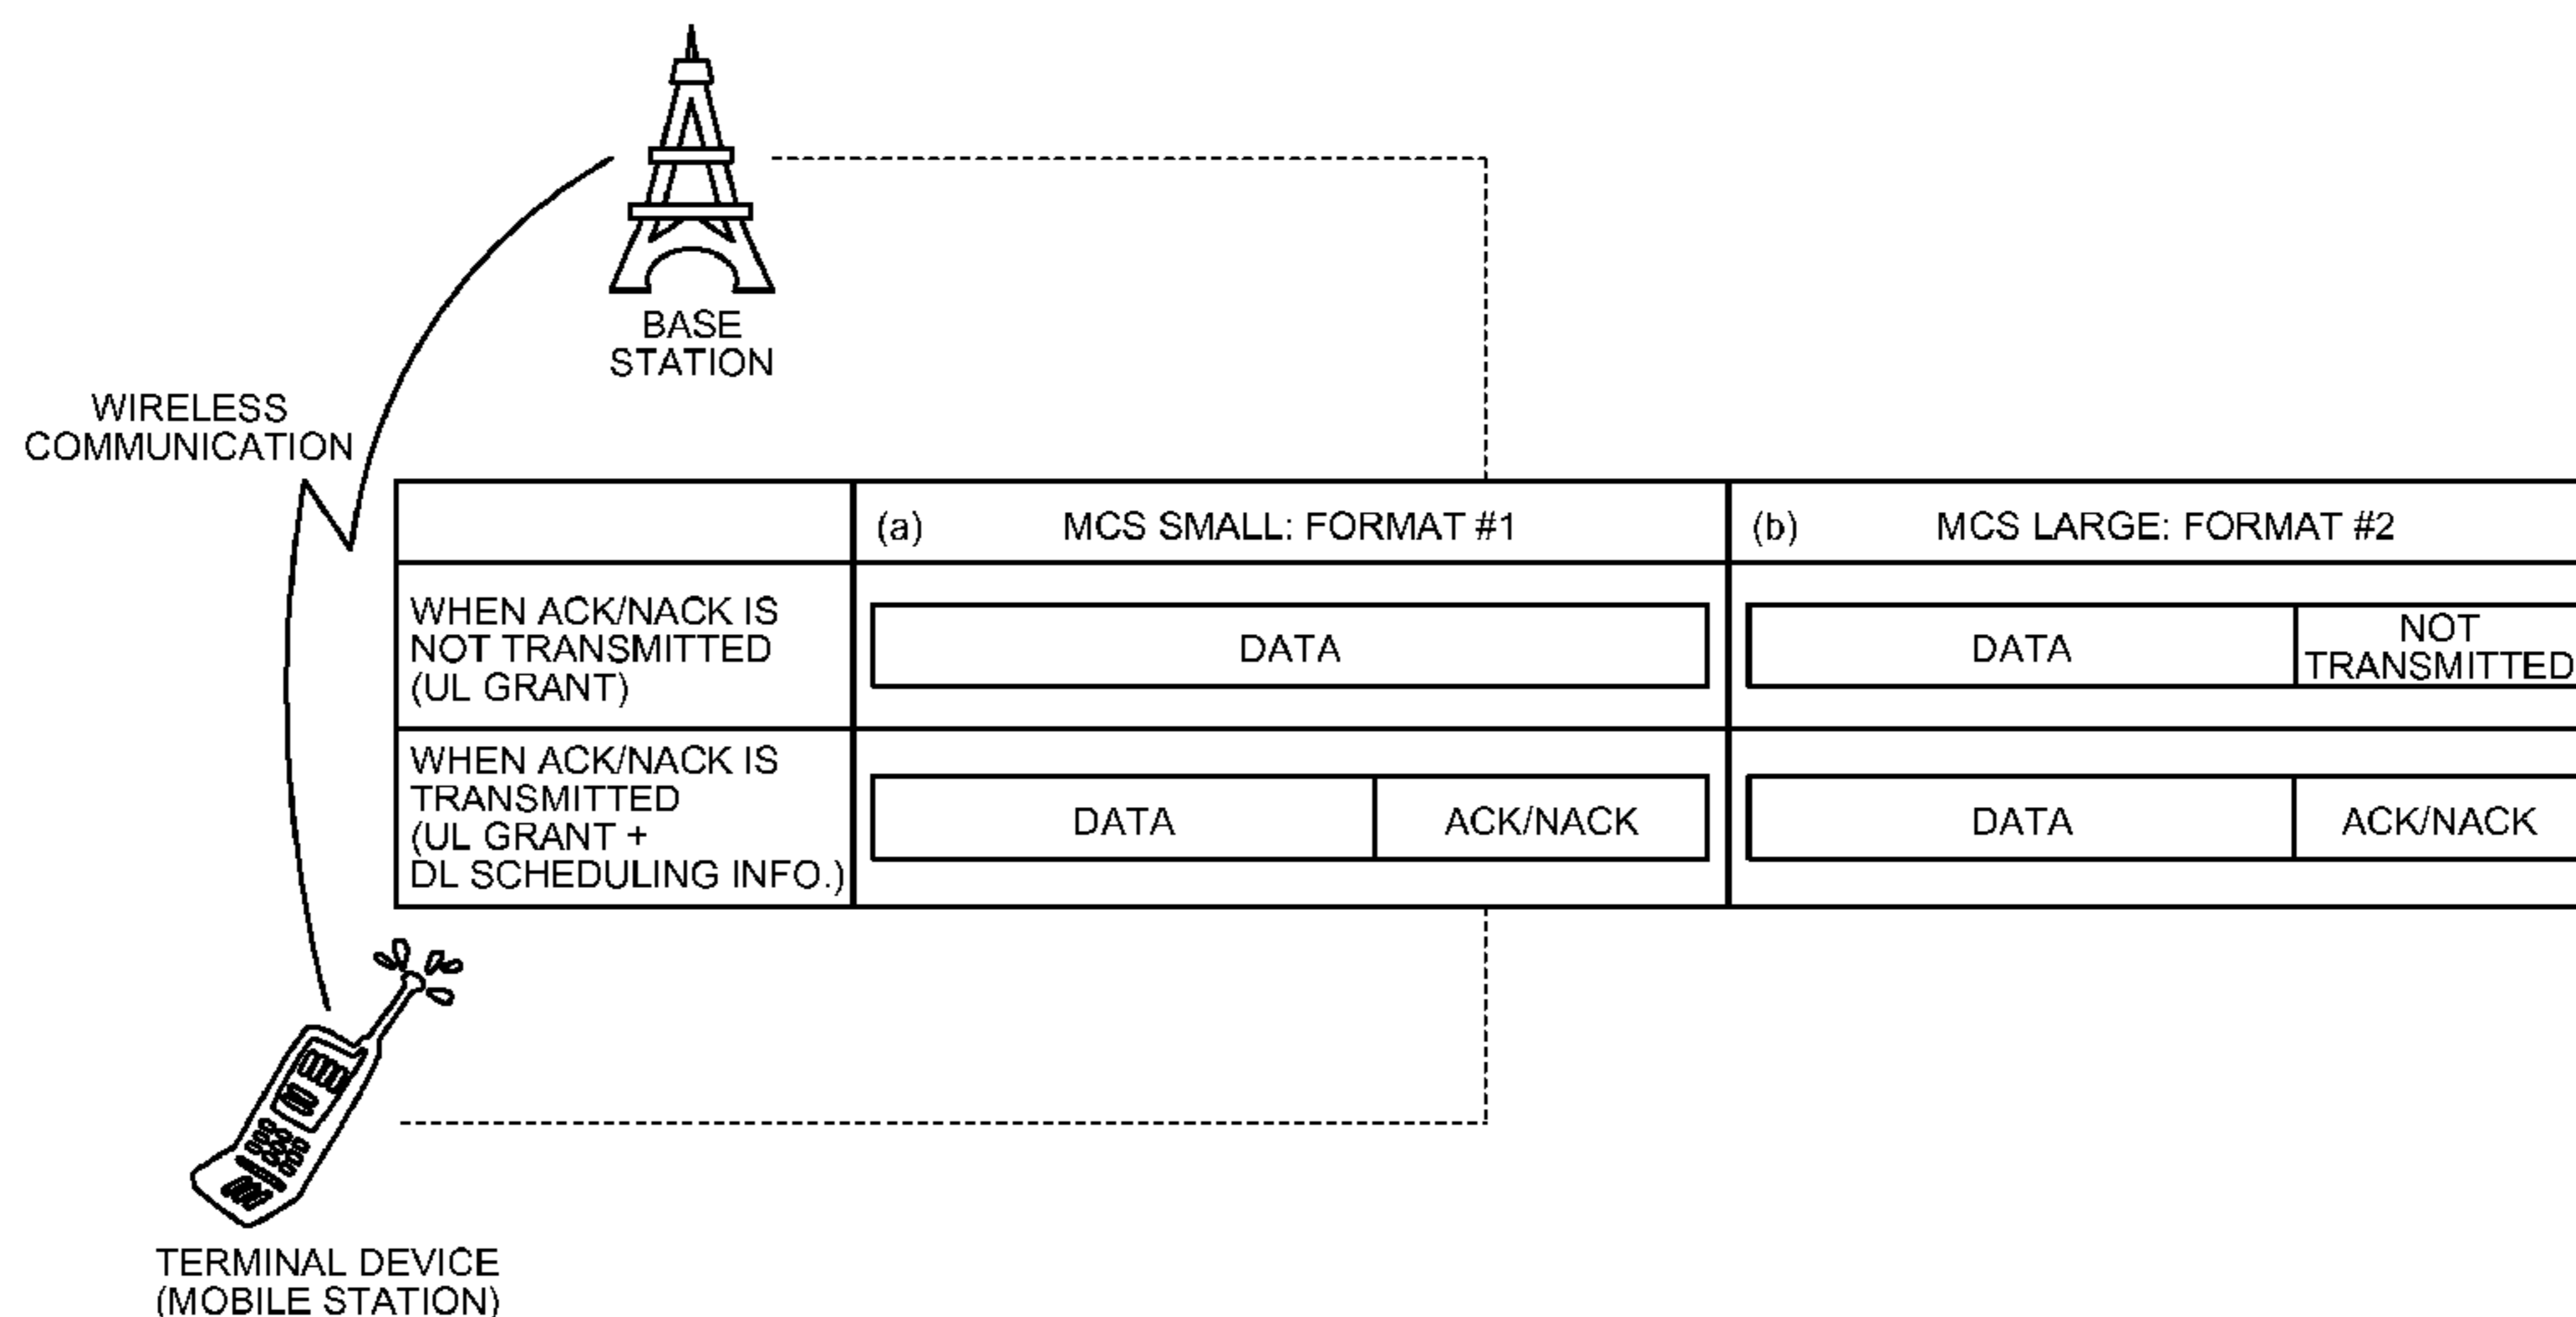 BASE
STATION
WIRELESS
COMMUNICATION
(a) MCS SMALL: FORMAT #1
(b) MCS LARGE: FORMAT #2
WHEN ACK/NACK IS
NOT TRANSMITTED
(UL GRANT)
DATA
DATA
NOT
TRANSMITTED
WHEN ACK/NACK IS
TRANSMITTED
(UL GRANT +
DL SCHEDULING INFO.)
DATA
ACK/NACK
DATA
ACK/NACK
TERMINAL DEVICE
(MOBILE STATION)